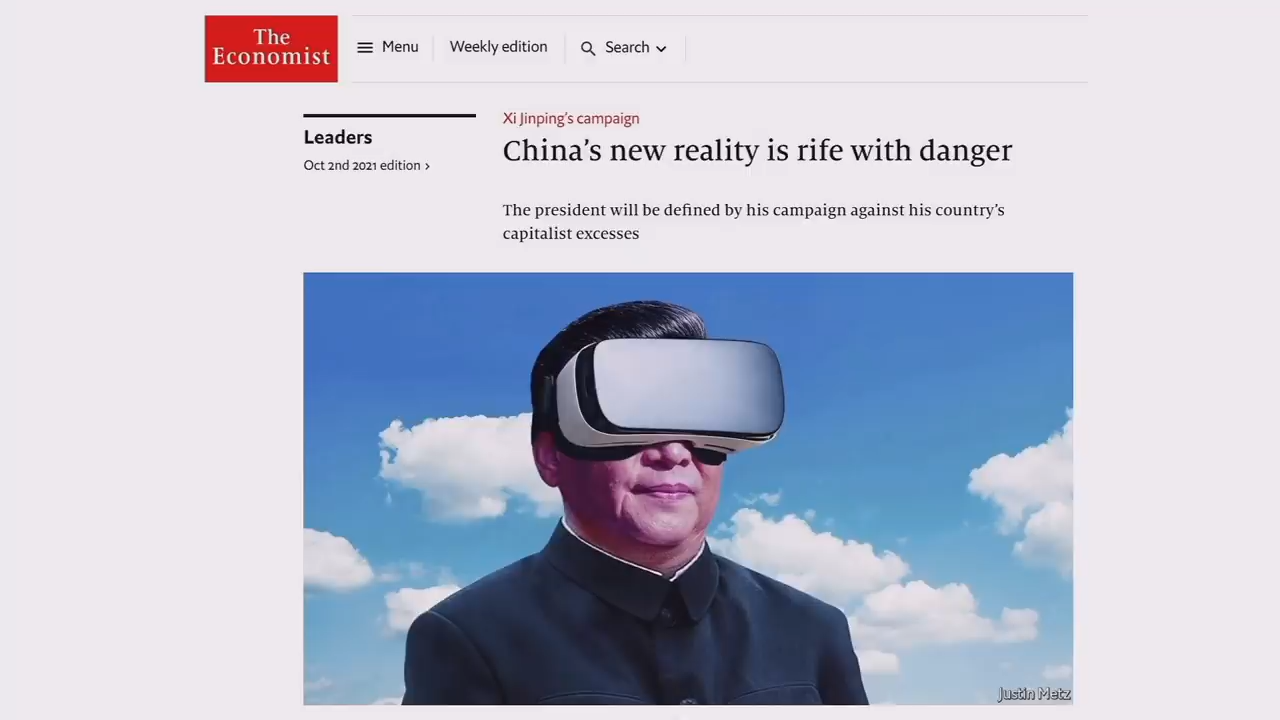 The
Economist
Menu
Weekly edition
Search
Leaders
Oct 2nd 2021 edition ›
Xi Jinping’s campaign
China’s new reality is rife with danger
The president will be defined by his campaign against his country’s
capitalist excesses
Justin Metz